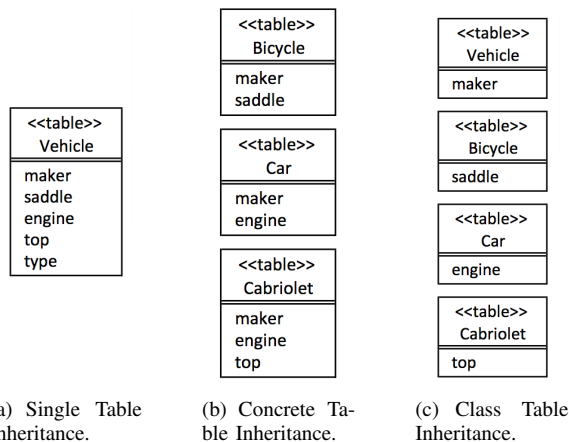 <<table>>
Vehicle
maker
saddle
engine
top
type
a) Single Table
nheritance.
<<table>>
Bicycle
maker
saddle
<<table>>
Car
maker
engine
<<table>>
Cabriolet
maker
engine
top
(b) Concrete Ta-
ble Inheritance.
<<table>>
Vehicle
maker
<<table>>
Bicycle
saddle
<<table>>
Car
engine
<<table>>
Cabriolet
top
(c) Class Table
Inheritance.